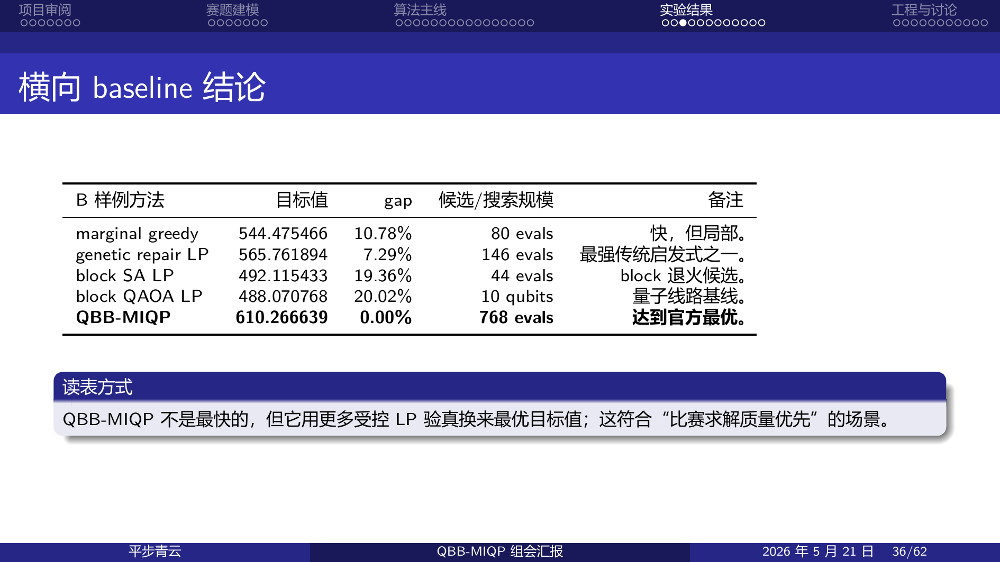 项目审阅 赛题建模 算法主线 实验结果 工程与讨论
横向 baseline 结论
B 样例方法 目标值 gap 候选/搜索规模 备注
marginal greedy 544.475466 10.78% 80 evals 快，但局部。
genetic repair LP 565.761894 7.29% 146 evals 最强传统启发式之一。
block SA LP 492.115433 19.36% 44 evals block 退火候选。
block QAOA LP 488.070768 20.02% 10 qubits 量子线路基线。
QBB-MIQP 610.266639 0.00% 768 evals 达到官方最优。
读表方式
QBB-MIQP 不是最快的，但它用更多受控 LP 验真换来最优目标值；这符合“比赛求解质量优先”的场景。
平步青云 QBB-MIQP 组会汇报 2026 年 5 月 21 日 36/62